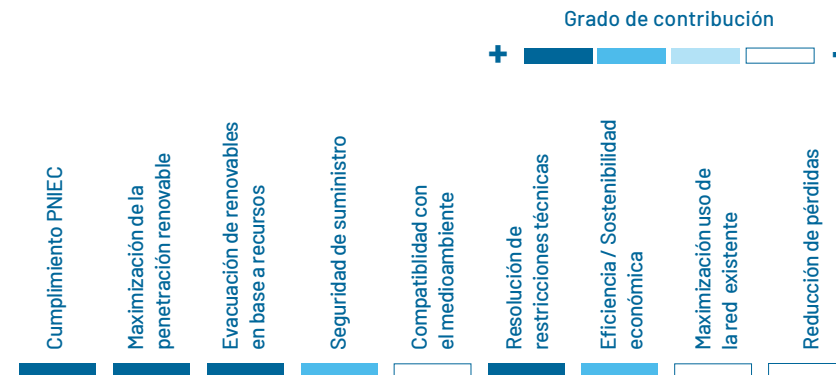 Grado de contribución
+
Cumplimiento PNIEC
Maximización de la
penetración renovable
Evacuación de renovables
en base a recursos
Seguridad de suministro
Compatiblidad con
el medioambiente
Resolución de
restricciones técnicas
Eficiencia / Sostenibilidad
económica
Maximización uso de
la red existente
Reducción de pérdidas